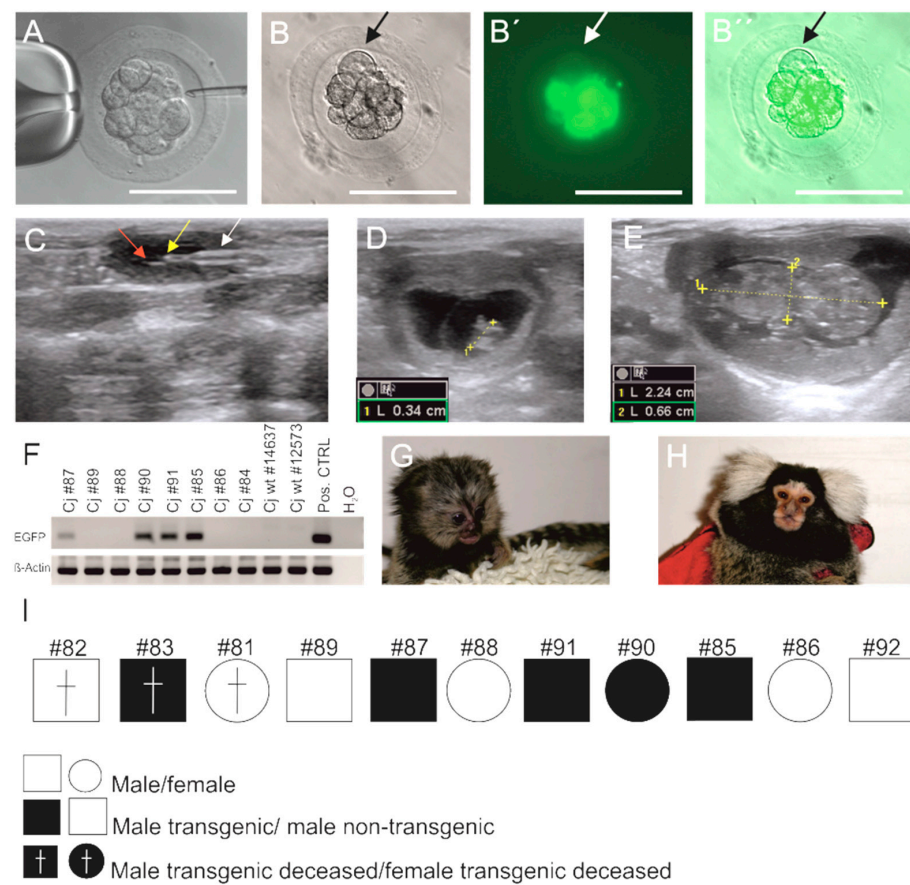 A
B
B´
B´´
C
D
E
1
1 L 0.34 cm
1
2
1 L 2.24 cm
2 L 0.66 cm
F
Cj #87
Cj #89
Cj #88
Cj #90
Cj #91
Cj #85
Cj #86
Cj #84
Cj wt #14637
Cj wt #12573
Pos. CTRL
H₂O
EGFP
ß-Actin
G
H
I
#82 #83 #81 #89 #87 #88 #91 #90 #85 #86 #92
Male/female
Male transgenic/ male non-transgenic
Male transgenic deceased/female transgenic deceased